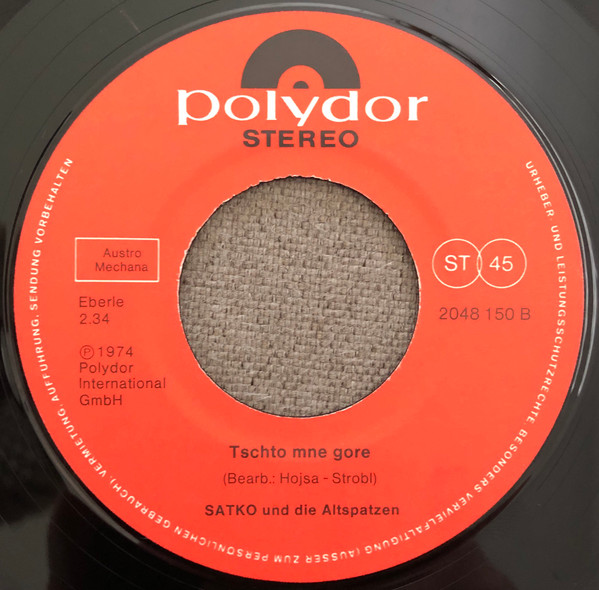 polydor
STEREO
Austro
Mechana
ST 45
Eberle
2.34
2048 150 B
Ⓟ 1974
Polydor
International
GmbH
Tschto mne gore
(Bearb.: Hojsa - Strobl)
SATKO und die Altspatzen
URHEBER- UND LEISTUNGSSCHUTZRECHTE BESONDERS VERVIELFÄLTIGUNG (AUSSER ZUM PERSÖNLICHEN GEBRAUCH), VERMIETUNG, AUFFÜHRUNG, SENDUNG VORBEHALTEN